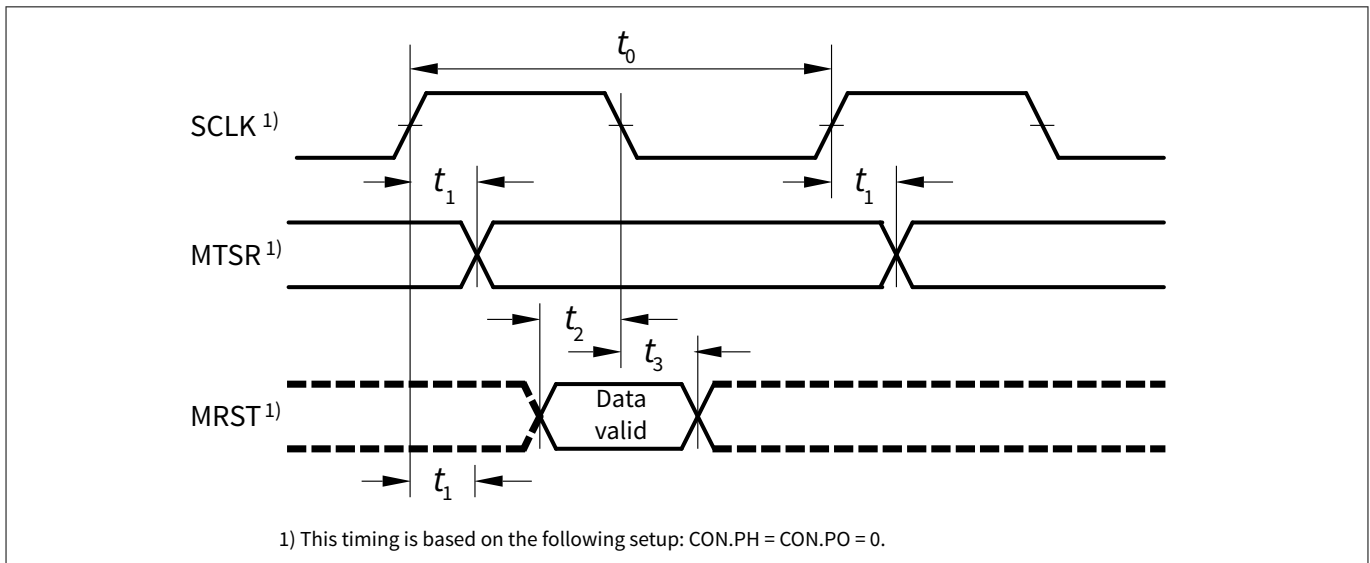 t0
SCLK 1)
t1 t1
MTSR 1)
t2
t3
MRST 1)
Data
valid
t1
1) This timing is based on the following setup: CON.PH = CON.PO = 0.